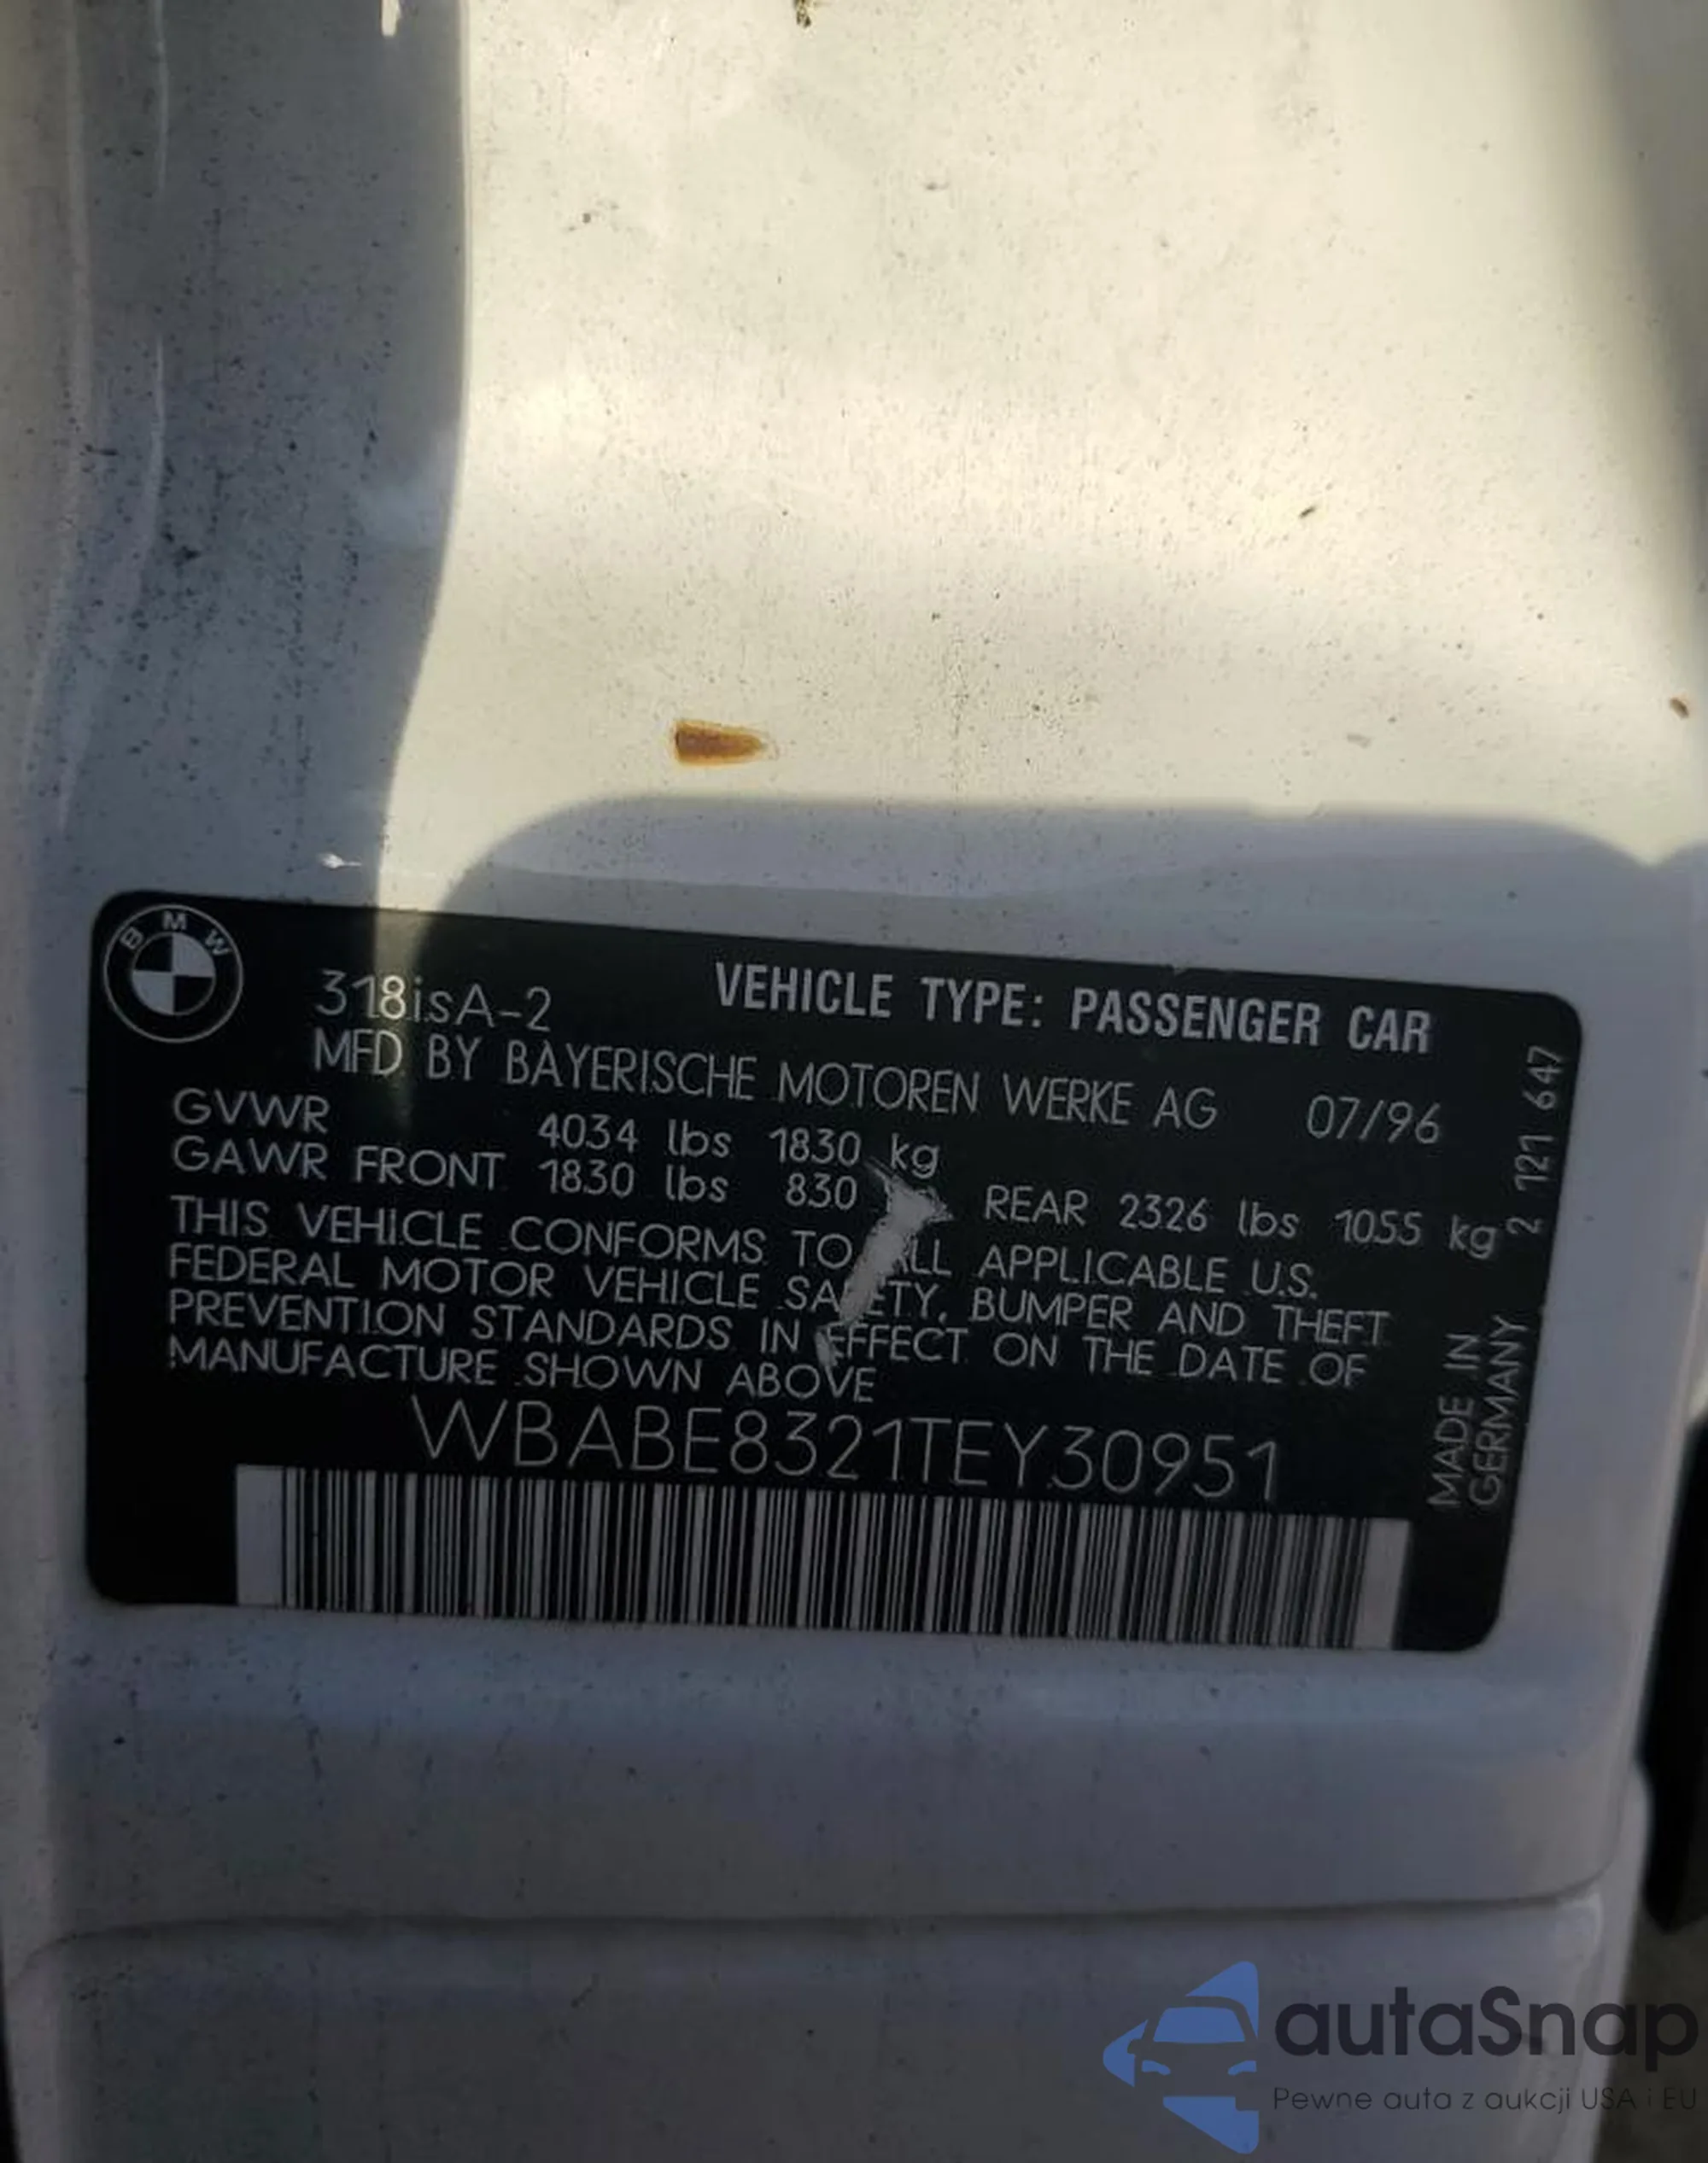 BMW
318isA-2 VEHICLE TYPE: PASSENGER CAR
MFD BY BAYERISCHE MOTOREN WERKE AG 07/96
GVWR 4034 lbs 1830 kg
GAWR FRONT 1830 lbs 830 REAR 2326 lbs 1055 kg
THIS VEHICLE CONFORMS TO ALL APPLICABLE U.S.
FEDERAL MOTOR VEHICLE SAFETY, BUMPER AND THEFT
PREVENTION STANDARDS IN EFFECT ON THE DATE OF
MANUFACTURE SHOWN ABOVE
WBABE8321TEY30951
2 121 647
MADE IN
GERMANY
autaSnap
Pewne auta z aukcji USA i EU